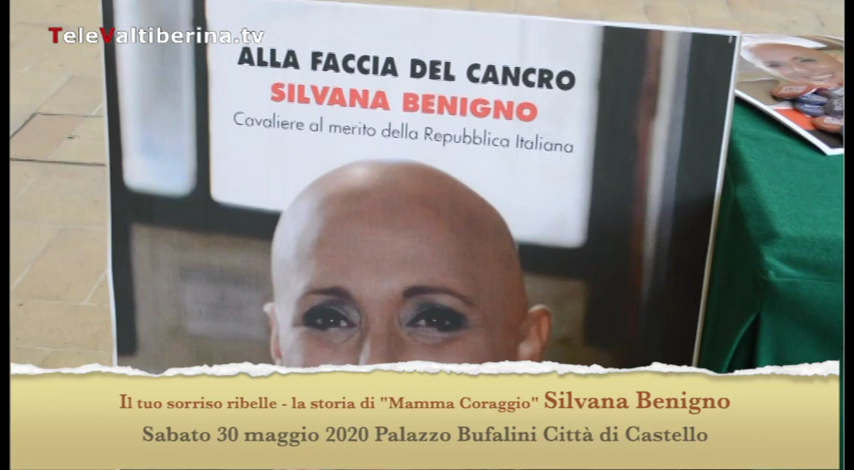 TeleValtiberina.tv
ALLA FACCIA DEL CANCRO
SILVANA BENIGNO
Cavaliere al merito della Repubblica Italiana
Il tuo sorriso ribelle - la storia di "Mamma Coraggio" Silvana Benigno
Sabato 30 maggio 2020 Palazzo Bufalini Città di Castello